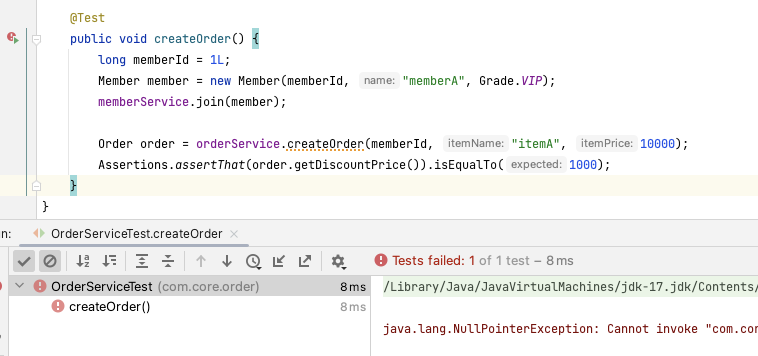 @Test
public void createOrder() {
long memberId = 1L;
Member member = new Member(memberId, name: "memberA", Grade.VIP);
memberService.join(member);
Order order = orderService.createOrder(memberId, itemName: "itemA", itemPrice: 10000);
Assertions.assertThat(order.getDiscountPrice()).isEqualTo( expected: 1000);
}
}
n: OrderServiceTest.createOrder ×
Tests failed: 1 of 1 test – 8 ms
OrderServiceTest (com.core.order) 8 ms
createOrder() 8 ms
/Library/Java/JavaVirtualMachines/jdk-17.jdk/Contents/
java.lang.NullPointerException: Cannot invoke "com.cor